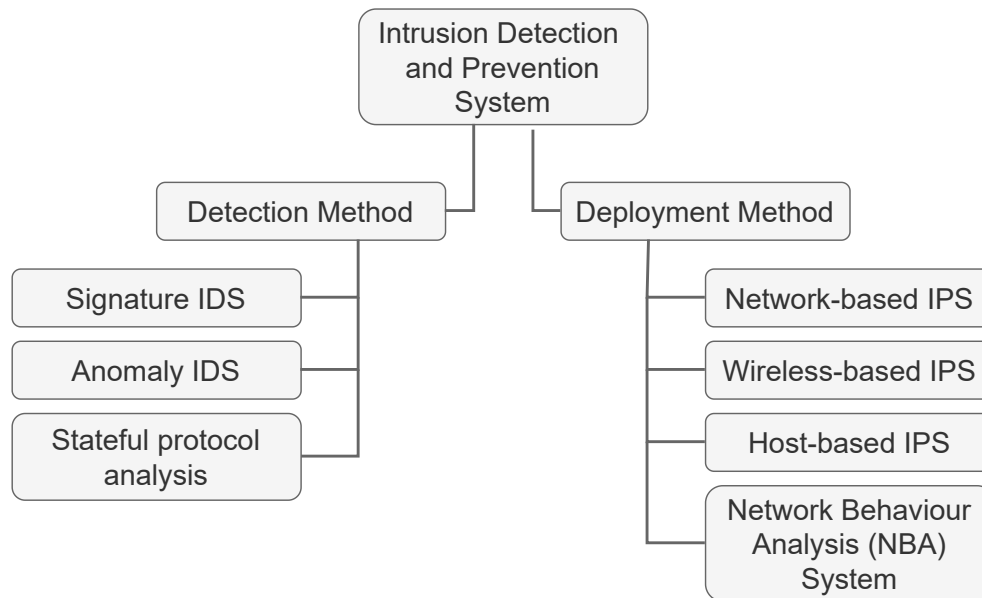 Intrusion Detection
and Prevention
System
Detection Method
Deployment Method
Signature IDS
Anomaly IDS
Stateful protocol
analysis
Network-based IPS
Wireless-based IPS
Host-based IPS
Network Behaviour
Analysis (NBA)
System